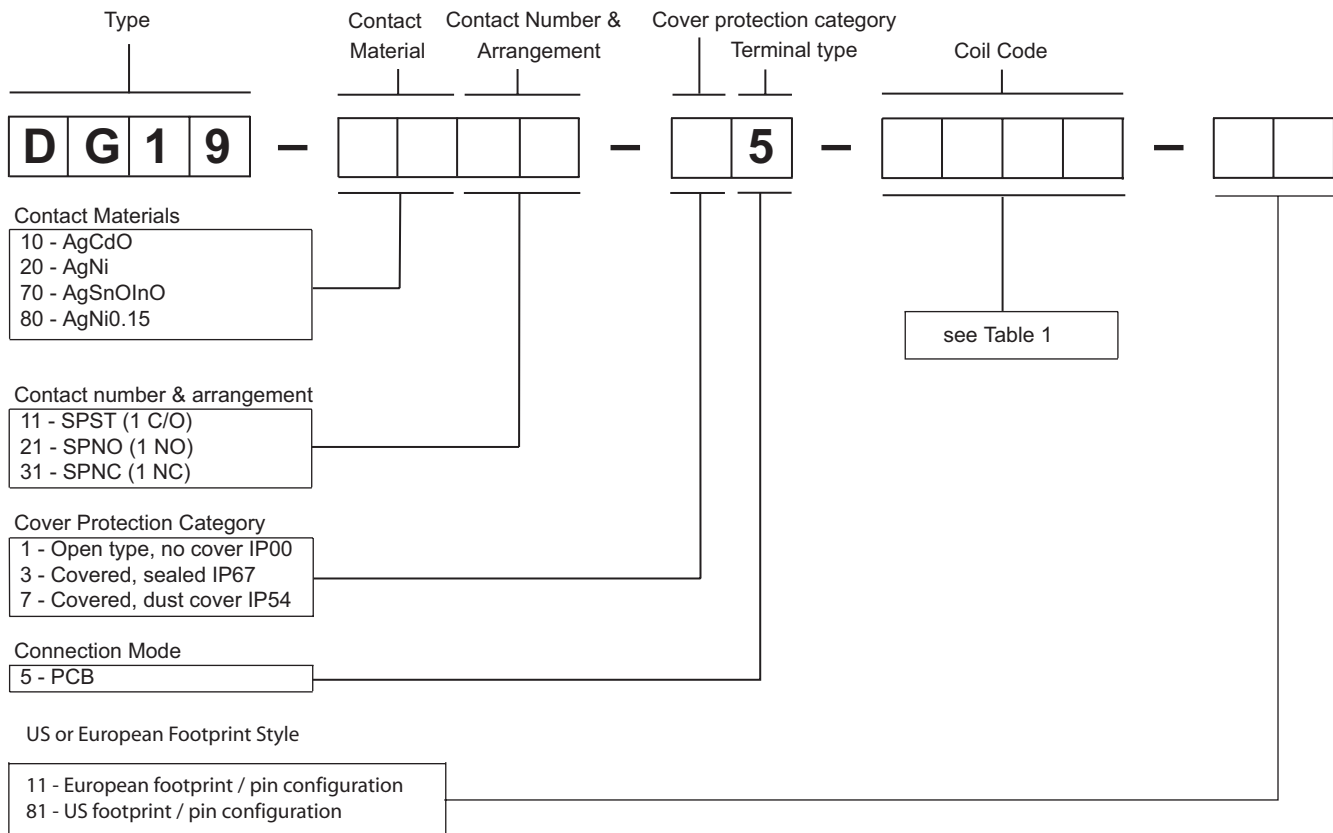 Type
Contact Material
Contact Number & Arrangement
Cover protection category
Terminal type
Coil Code
D G 1 9 – – 5 – –
Contact Materials
10 - AgCdO
20 - AgNi
70 - AgSnOInO
80 - AgNi0.15
see Table 1
Contact number & arrangement
11 - SPST (1 C/O)
21 - SPNO (1 NO)
31 - SPNC (1 NC)
Cover Protection Category
1 - Open type, no cover IP00
3 - Covered, sealed IP67
7 - Covered, dust cover IP54
Connection Mode
5 - PCB
US or European Footprint Style
11 - European footprint / pin configuration
81 - US footprint / pin configuration